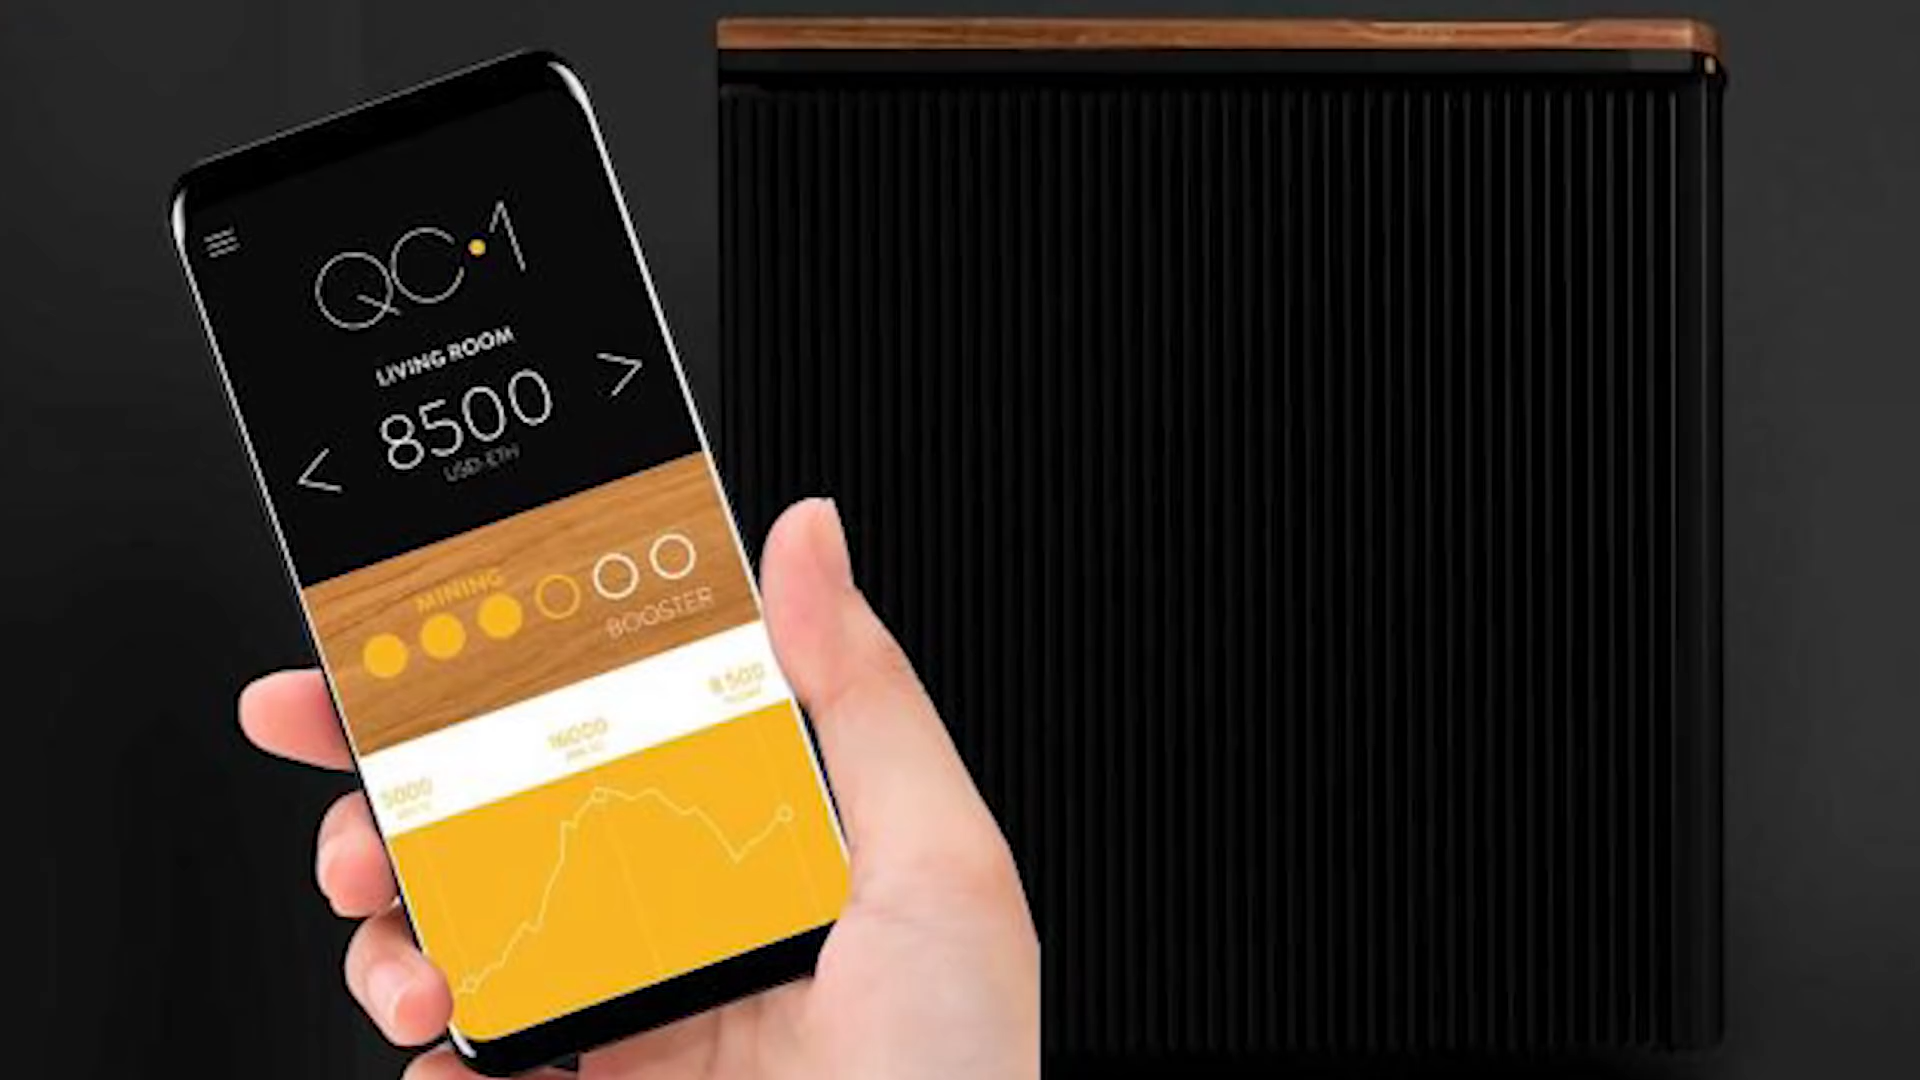 QC·1
LIVING ROOM
8500
USD-ETH
MINING
BOOSTER
8500
16000
5000